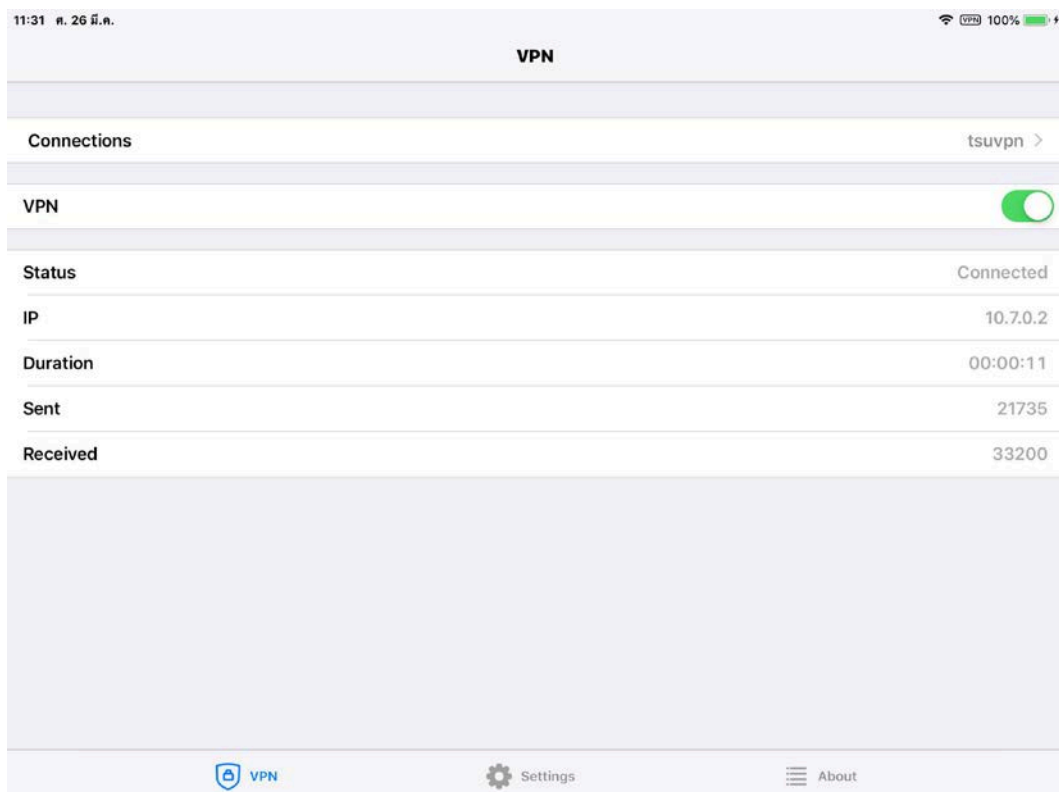 11:31 ศ. 26 มี.ค. VPN 100%
VPN
Connections tsuvpn
VPN
Status Connected
IP 10.7.0.2
Duration 00:00:11
Sent 21735
Received 33200
VPN Settings About